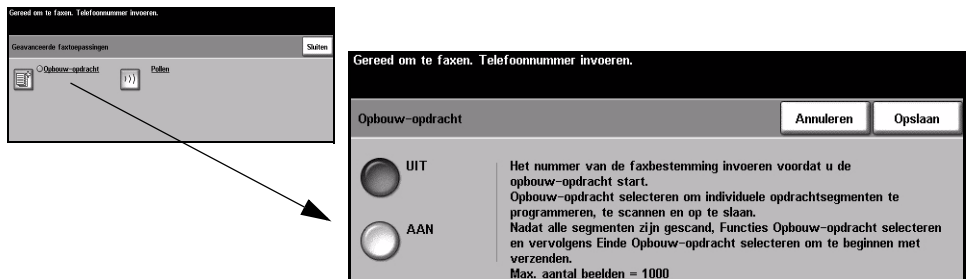 Gereed om te faxen. Telefoonnummer invoeren.
Geavanceerde faxtoepassingen
Sluiten
Opbouw-opdracht
Pollen
Gereed om te faxen. Telefoonnummer invoeren.
Opbouw-opdracht
Annuleren
Opslaan
UIT
AAN
Het nummer van de faxbestemming invoeren voordat u de
opbouw-opdracht start.
Opbouw-opdracht selecteren om individuele opdrachtsegmenten te
programmeren, te scannen en op te slaan.
Nadat alle segmenten zijn gescand, Functies Opbouw-opdracht selecteren
en vervolgens Einde Opbouw-opdracht selecteren om te beginnen met
verzenden.
Max. aantal beelden = 1000